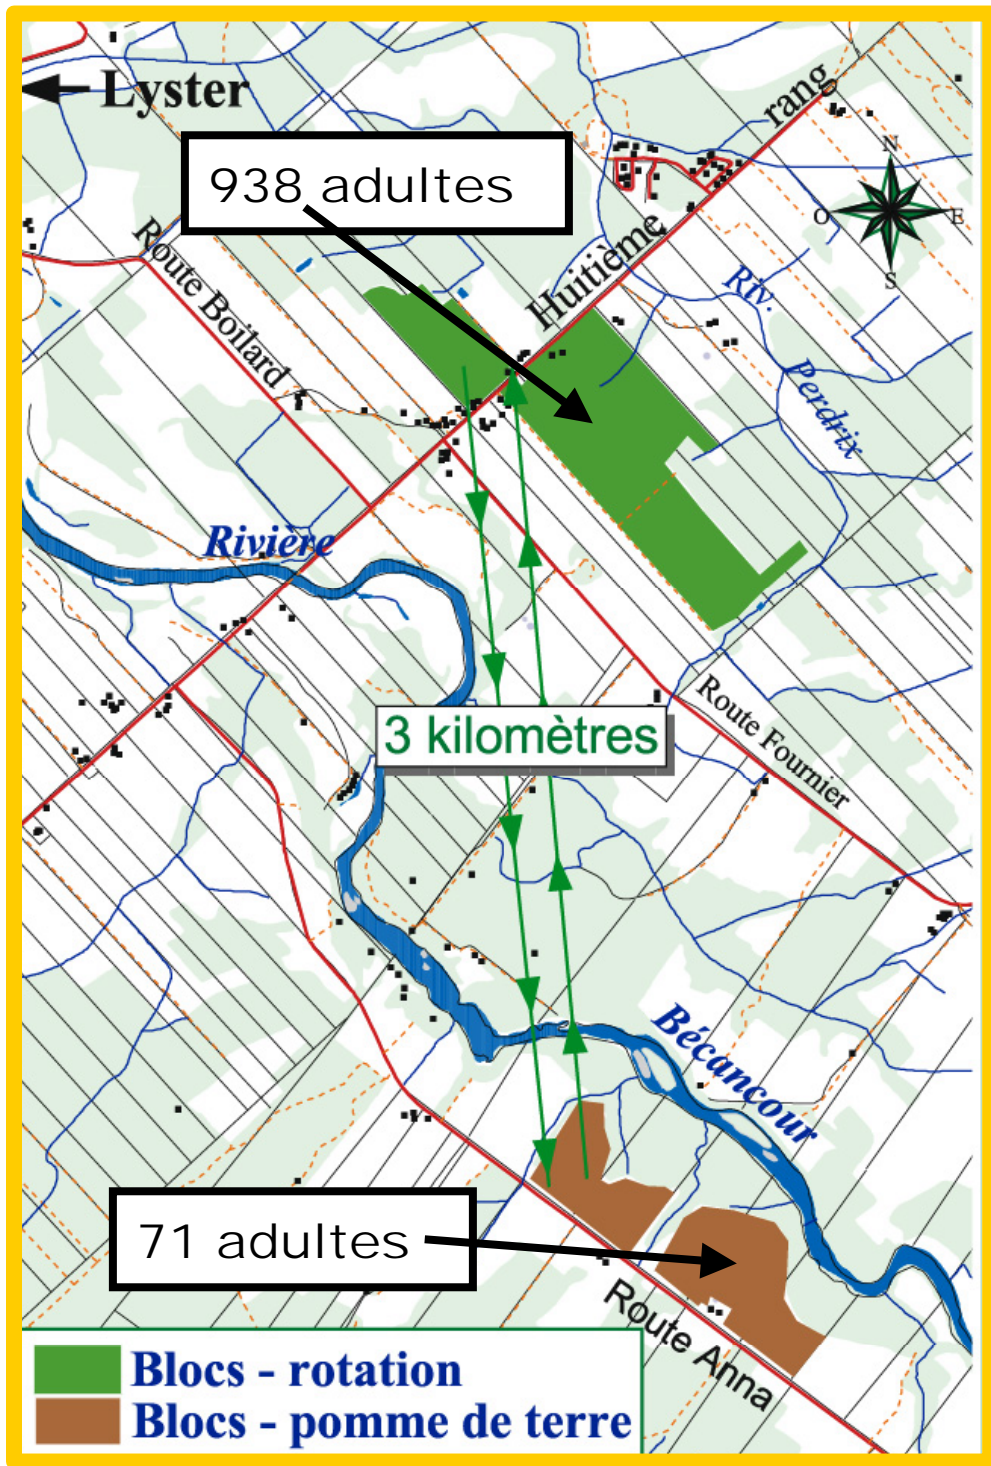 Lyster
rang
938 adultes
N
O
E
S
Route Boilard
Huitième
Riv.
Perdrix
Rivière
Route Fournier
3 kilomètres
Bécancour
71 adultes
Route Anna
Blocs - rotation
Blocs - pomme de terre